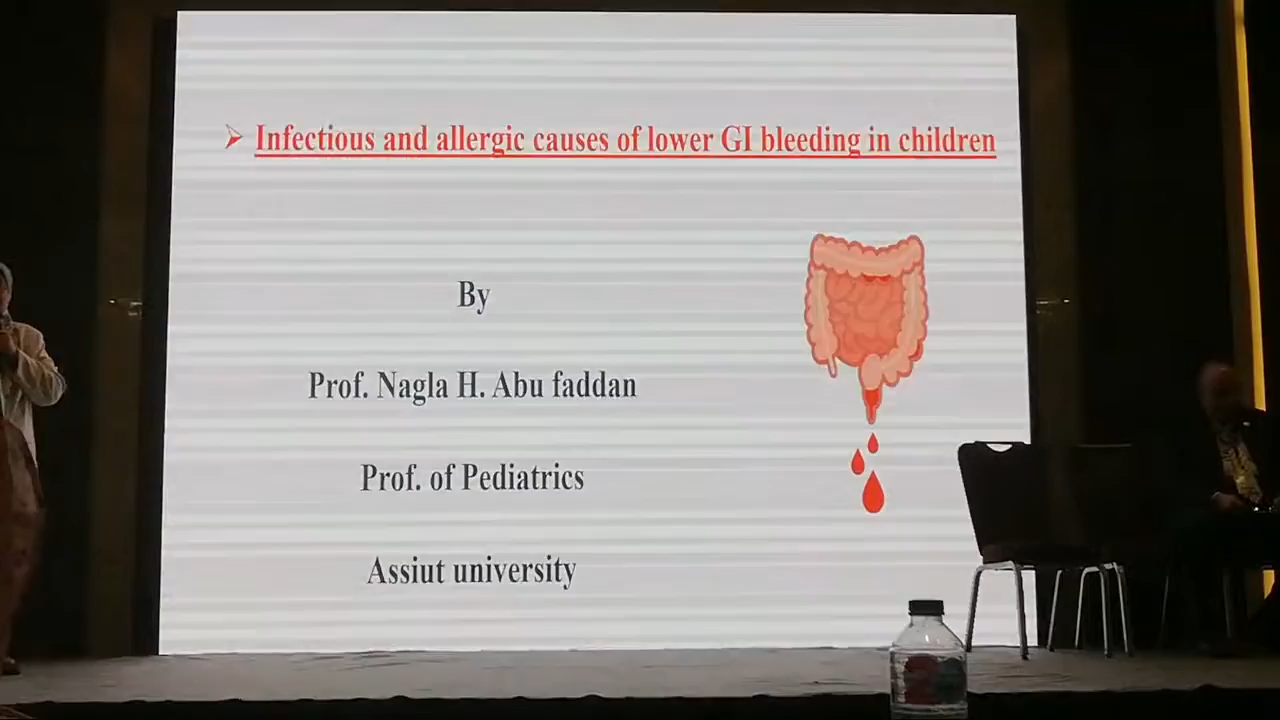 Infectious and allergic causes of lower GI bleeding in children
By
Prof. Nagla H. Abu faddan
Prof. of Pediatrics
Assiut university